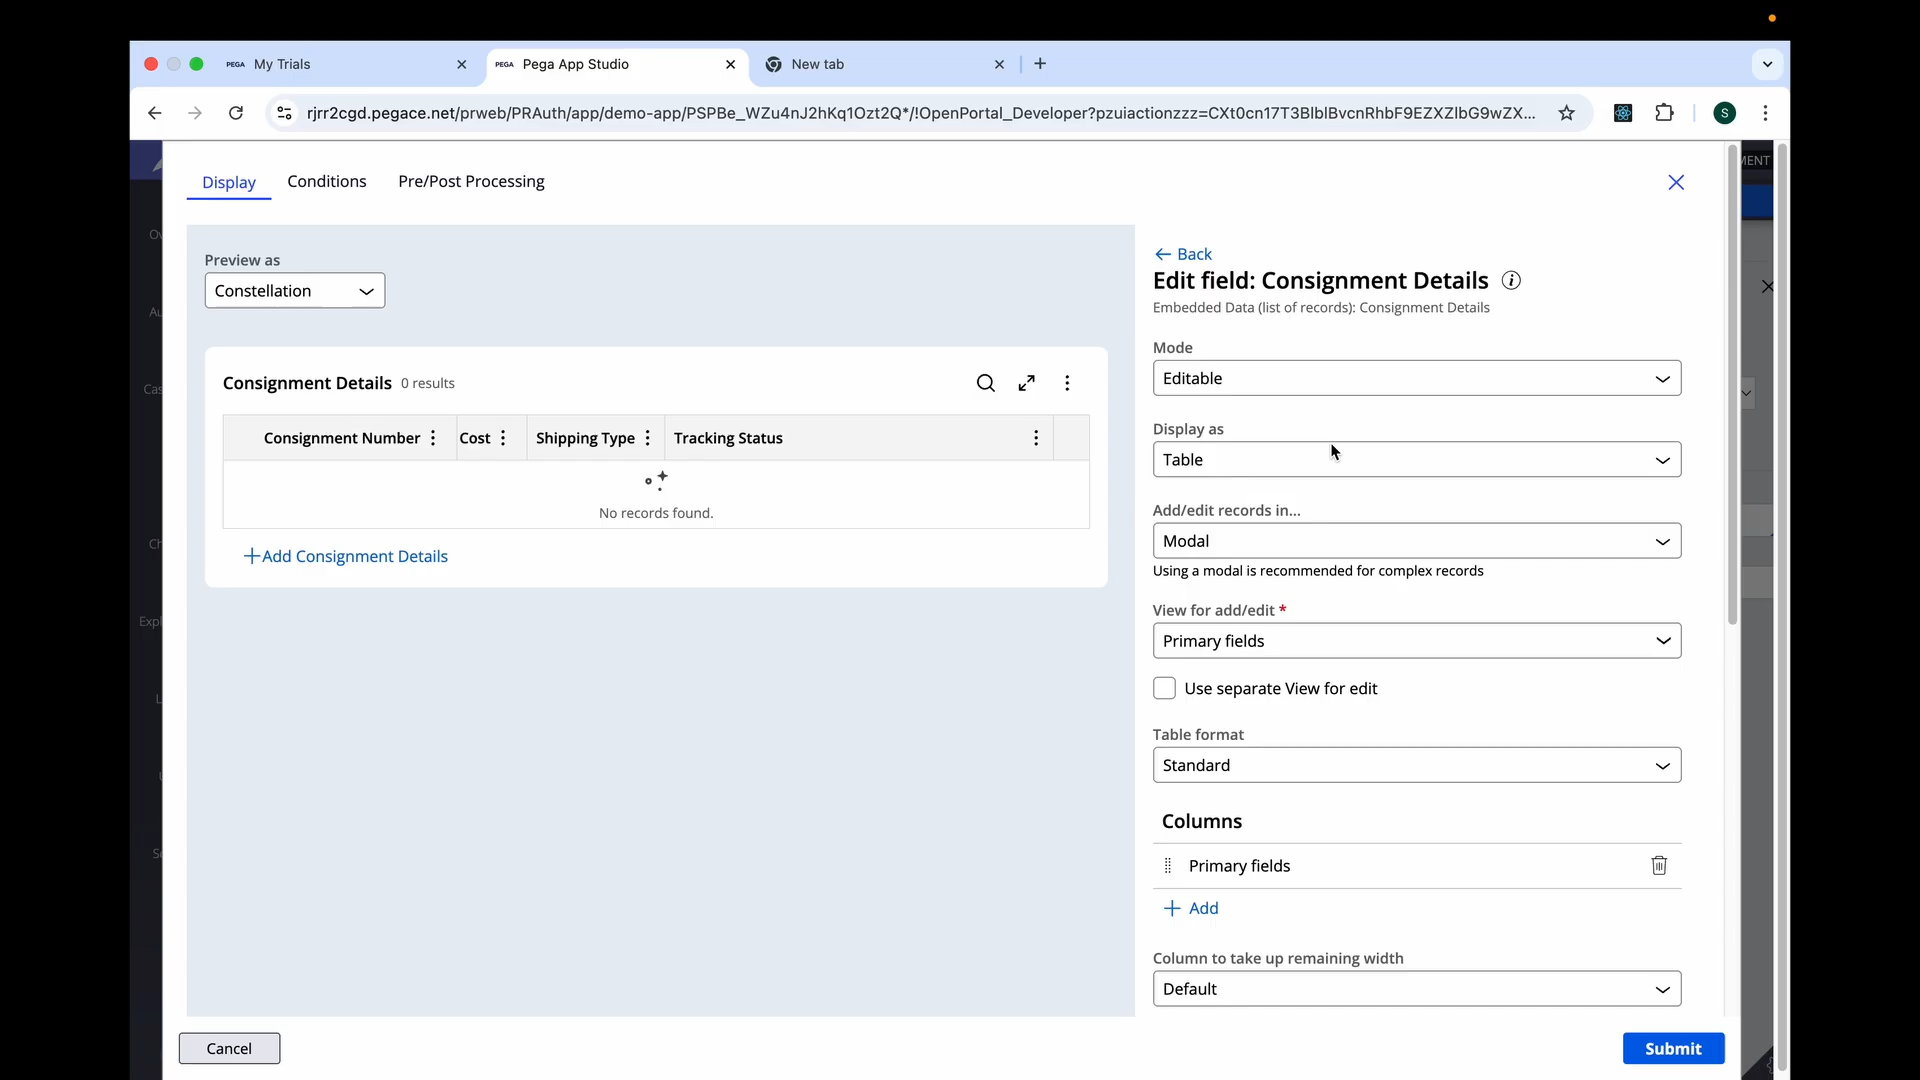 PEGA My Trials
PEGA Pega App Studio
New tab
rjrr2cgd.pegace.net/prweb/PRAuth/app/demo-app/PSPBe_WZu4nJ2hKq1Ozt2Q*/!OpenPortal_Developer?pzuiactionzzz=CXt0cn17T3BlblBvcnRhbF9EZXZlbG9wZX...
S
MENT
Display Conditions Pre/Post Processing
Preview as
Constellation
Consignment Details 0 results
Consignment Number Cost Shipping Type Tracking Status
No records found.
+Add Consignment Details
← Back
Edit field: Consignment Details
Embedded Data (list of records): Consignment Details
Mode
Editable
Display as
Table
Add/edit records in...
Modal
Using a modal is recommended for complex records
View for add/edit *
Primary fields
Use separate View for edit
Table format
Standard
Columns
Primary fields
+ Add
Column to take up remaining width
Default
Cancel
Submit